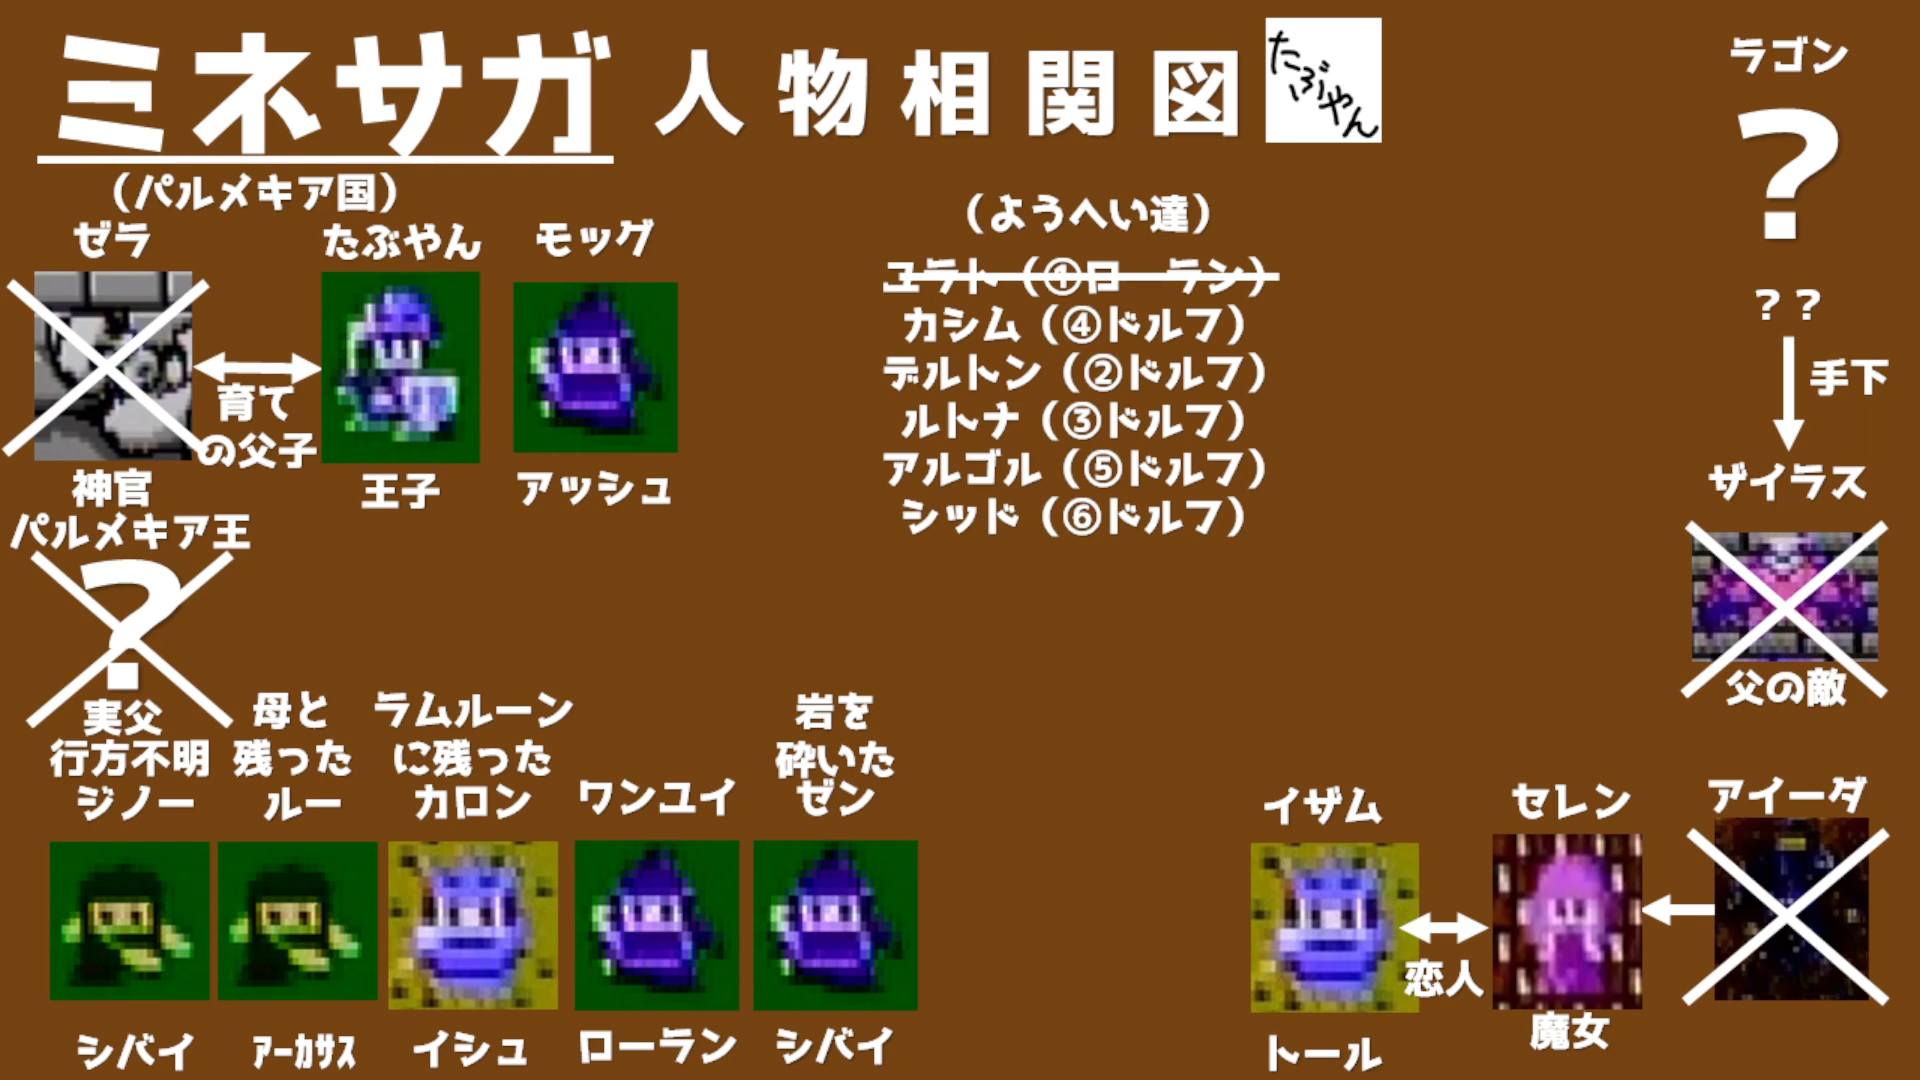 ミネサガ 人物相関図
たぶやん
(パルメキア国)
ゼラ
たぶやん
モッグ
育て
の父子
神官
王子
アッシュ
(ようへい達)
ユラト(①ローラン)
カシム(④ドルフ)
デルトン(②ドルフ)
ルトナ(③ドルフ)
アルゴル(⑤ドルフ)
シッド(⑥ドルフ)
ラゴン
?
??
手下
ザイラス
父の敵
パルメキア王
?
実父
行方不明
ジノー
シバイ
母と
残った
ルー
アーカサス
ラムルーン
に残った
カロン
イシュ
ワンユイ
ローラン
岩を
砕いた
ゼン
シバイ
イザム
トール
恋人
セレン
魔女
アイーダ